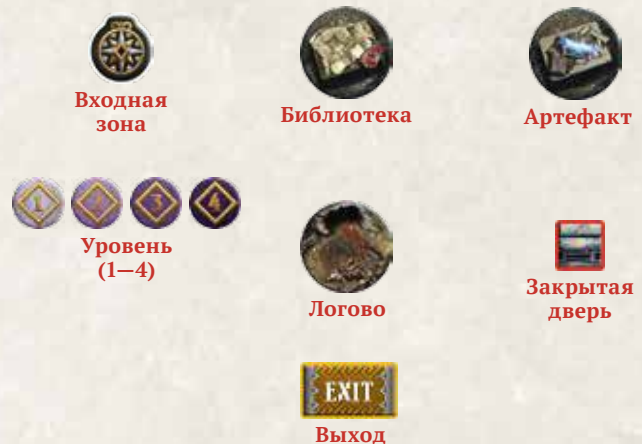 Входная
зона
Библиотека
Артефакт
1 2 3 4
Уровень
(1—4)
Логово
Закрытая
дверь
EXIT
Выход